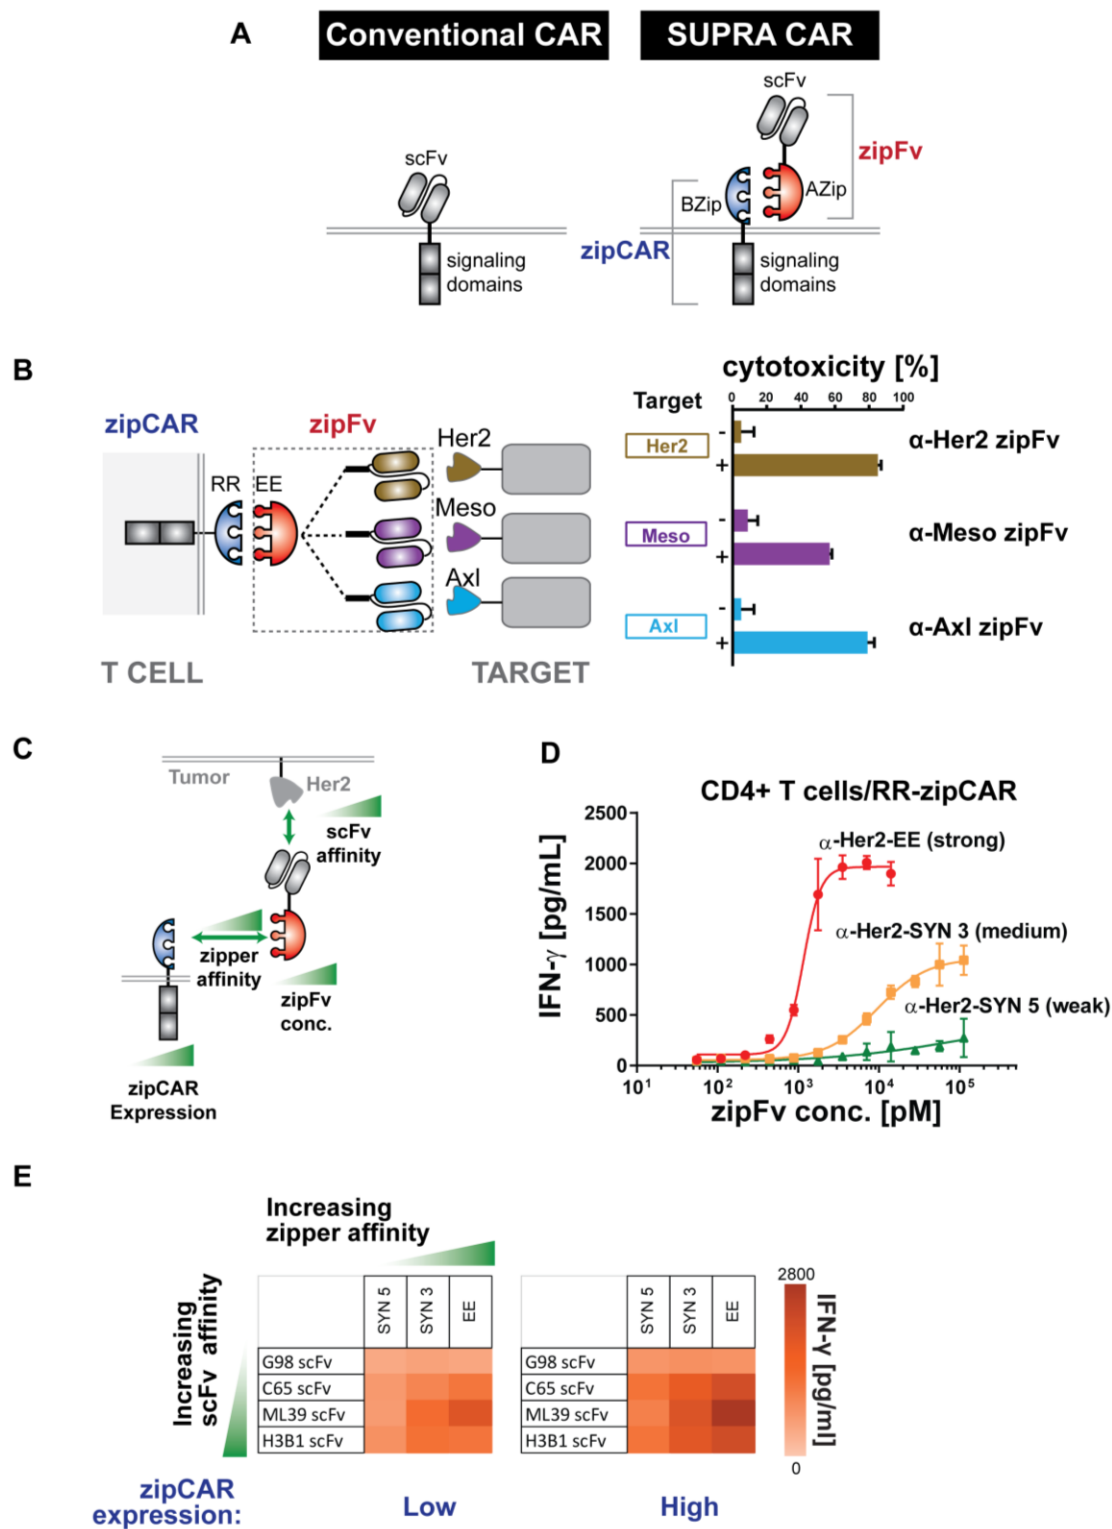 A
Conventional CAR
SUPRA CAR
scFv
scFv
zipFv
BZip
AZip
zipCAR
signaling
domains
signaling
domains
B
cytotoxicity [%]
Target
0 20 40 60 80 100
zipCAR
zipFv
Her2
RR EE
Meso
Axl
T CELL
TARGET
-
Her2
+
α-Her2 zipFv
-
Meso
+
α-Meso zipFv
-
Axl
+
α-Axl zipFv
C
Tumor
Her2
scFv
affinity
zipper
affinity
zipFv
conc.
zipCAR
Expression
D
CD4+ T cells/RR-zipCAR
IFN-γ [pg/mL]
2500
2000
1500
1000
500
0
α-Her2-EE (strong)
α-Her2-SYN 3 (medium)
α-Her2-SYN 5 (weak)
10¹ 10² 10³ 10⁴ 10⁵
zipFv conc. [pM]
E
Increasing
zipper affinity
Increasing
scFv affinity
SYN 5
SYN 3
EE
G98 scFv
C65 scFv
ML39 scFv
H3B1 scFv
SYN 5
SYN 3
EE
G98 scFv
C65 scFv
ML39 scFv
H3B1 scFv
2800
0
IFN-γ [pg/ml]
zipCAR
expression:
Low
High